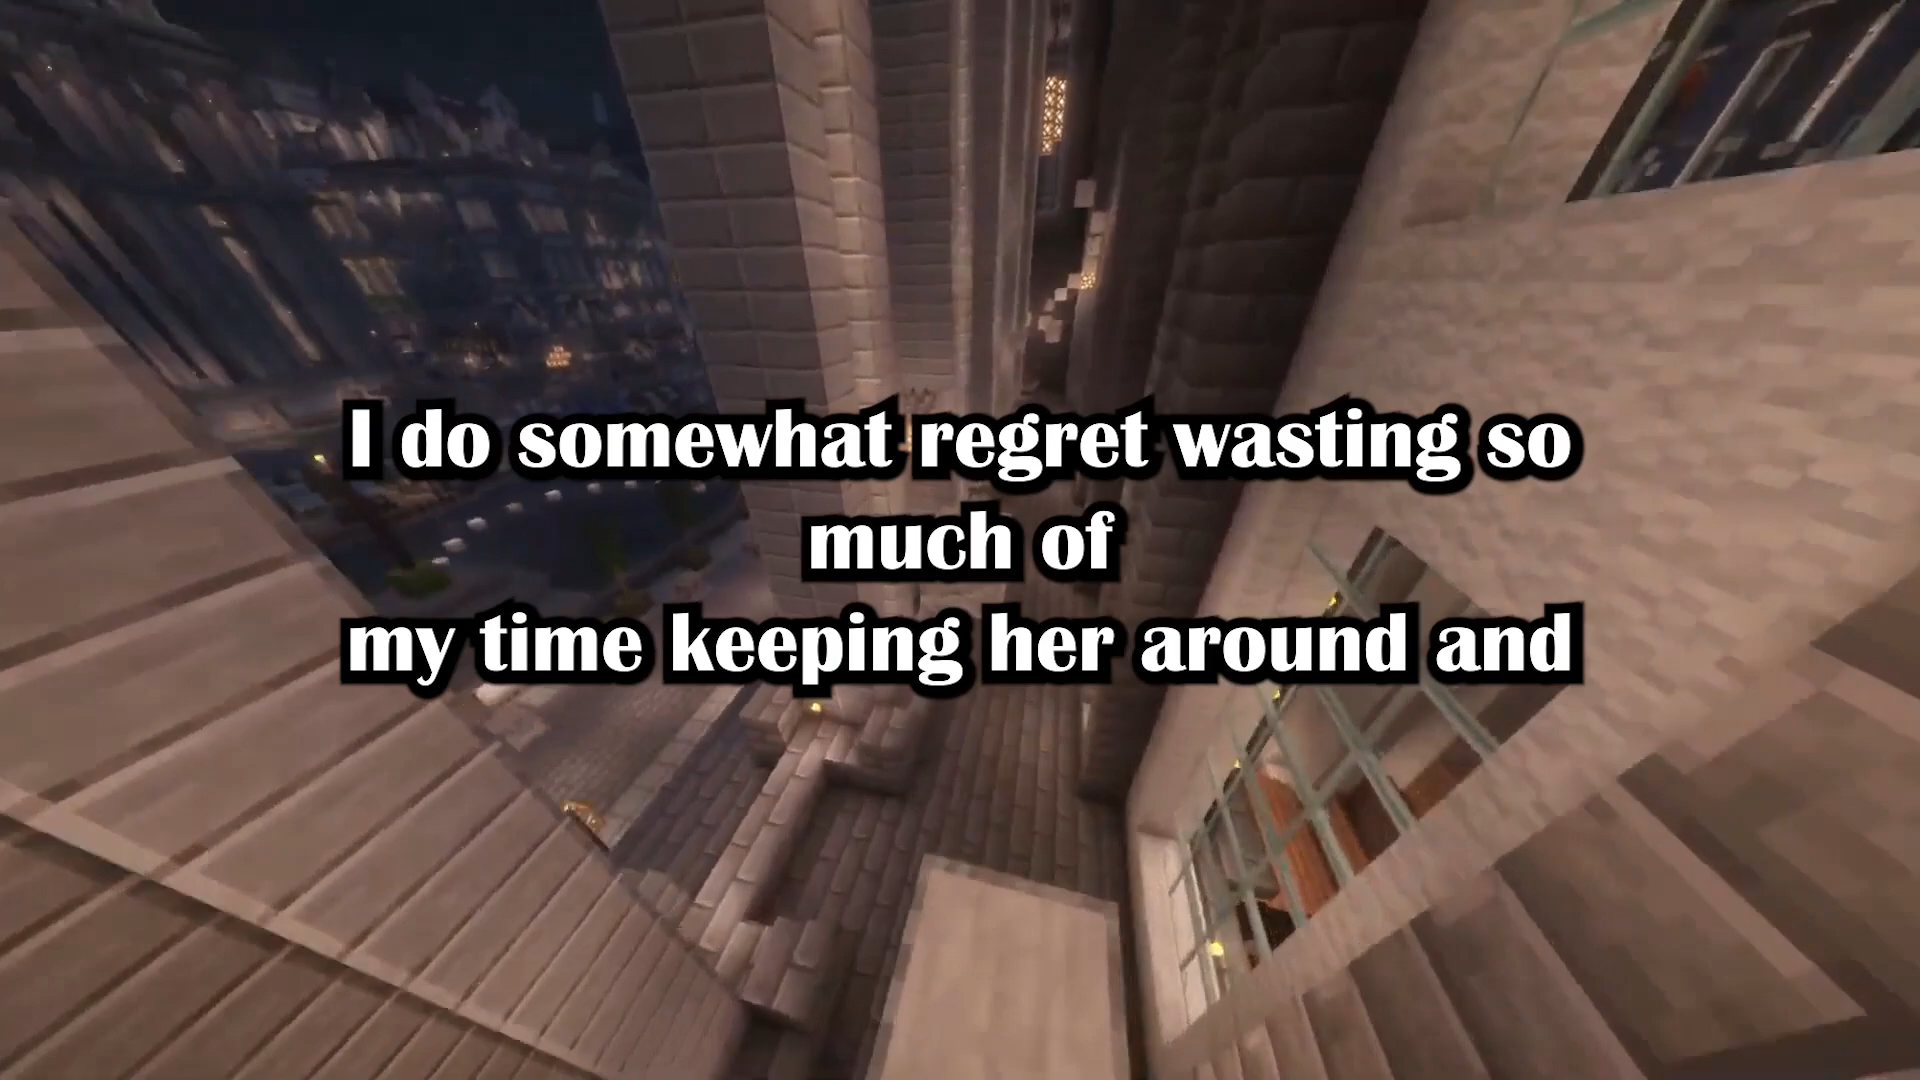 I do somewhat regret wasting so
much of
my time keeping her around and